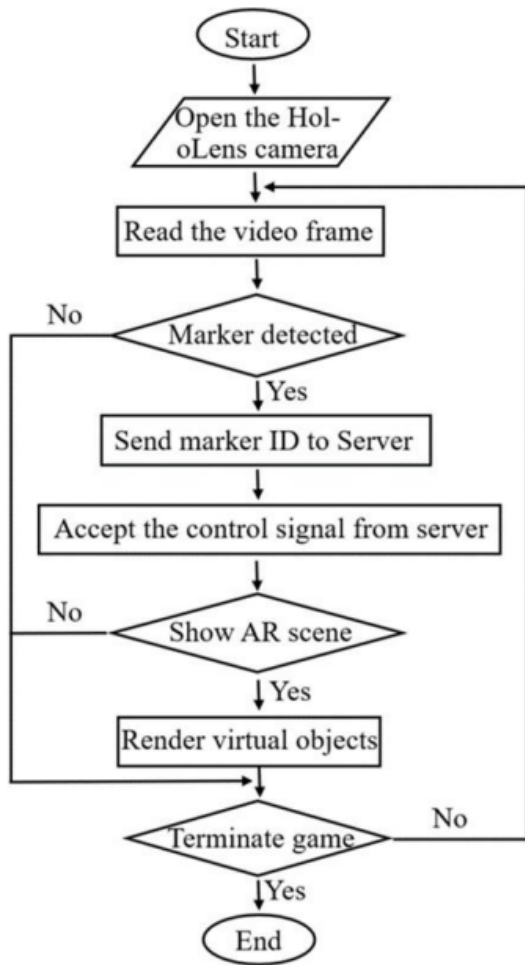 Start
Open the Hol-
oLens camera
Read the video frame
No
Marker detected
Yes
Send marker ID to Server
Accept the control signal from server
No
Show AR scene
Yes
Render virtual objects
Terminate game
No
Yes
End